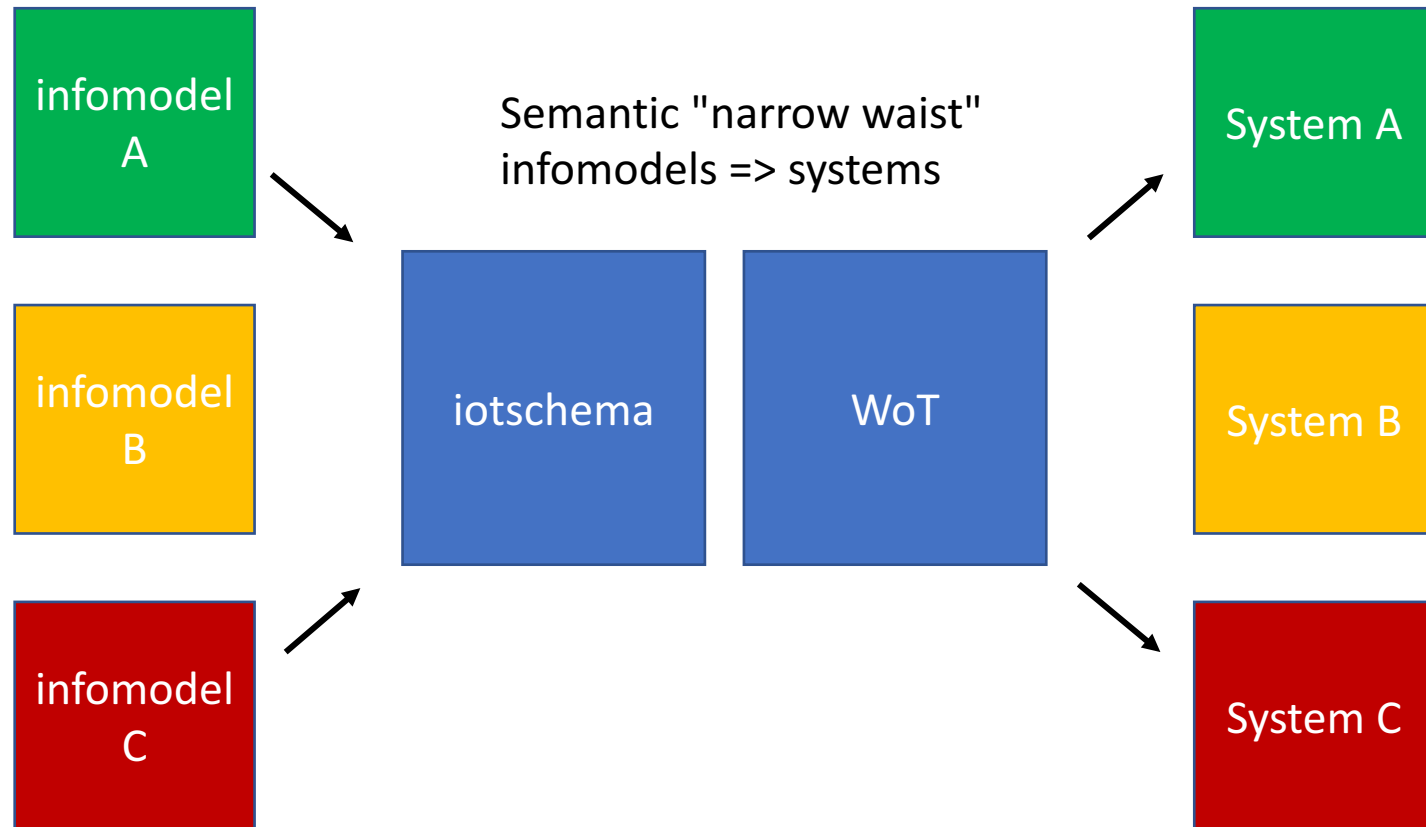 infomodel
A
Semantic "narrow waist"
infomodels => systems
System A
infomodel
B
iotschema
WoT
System B
infomodel
C
System C